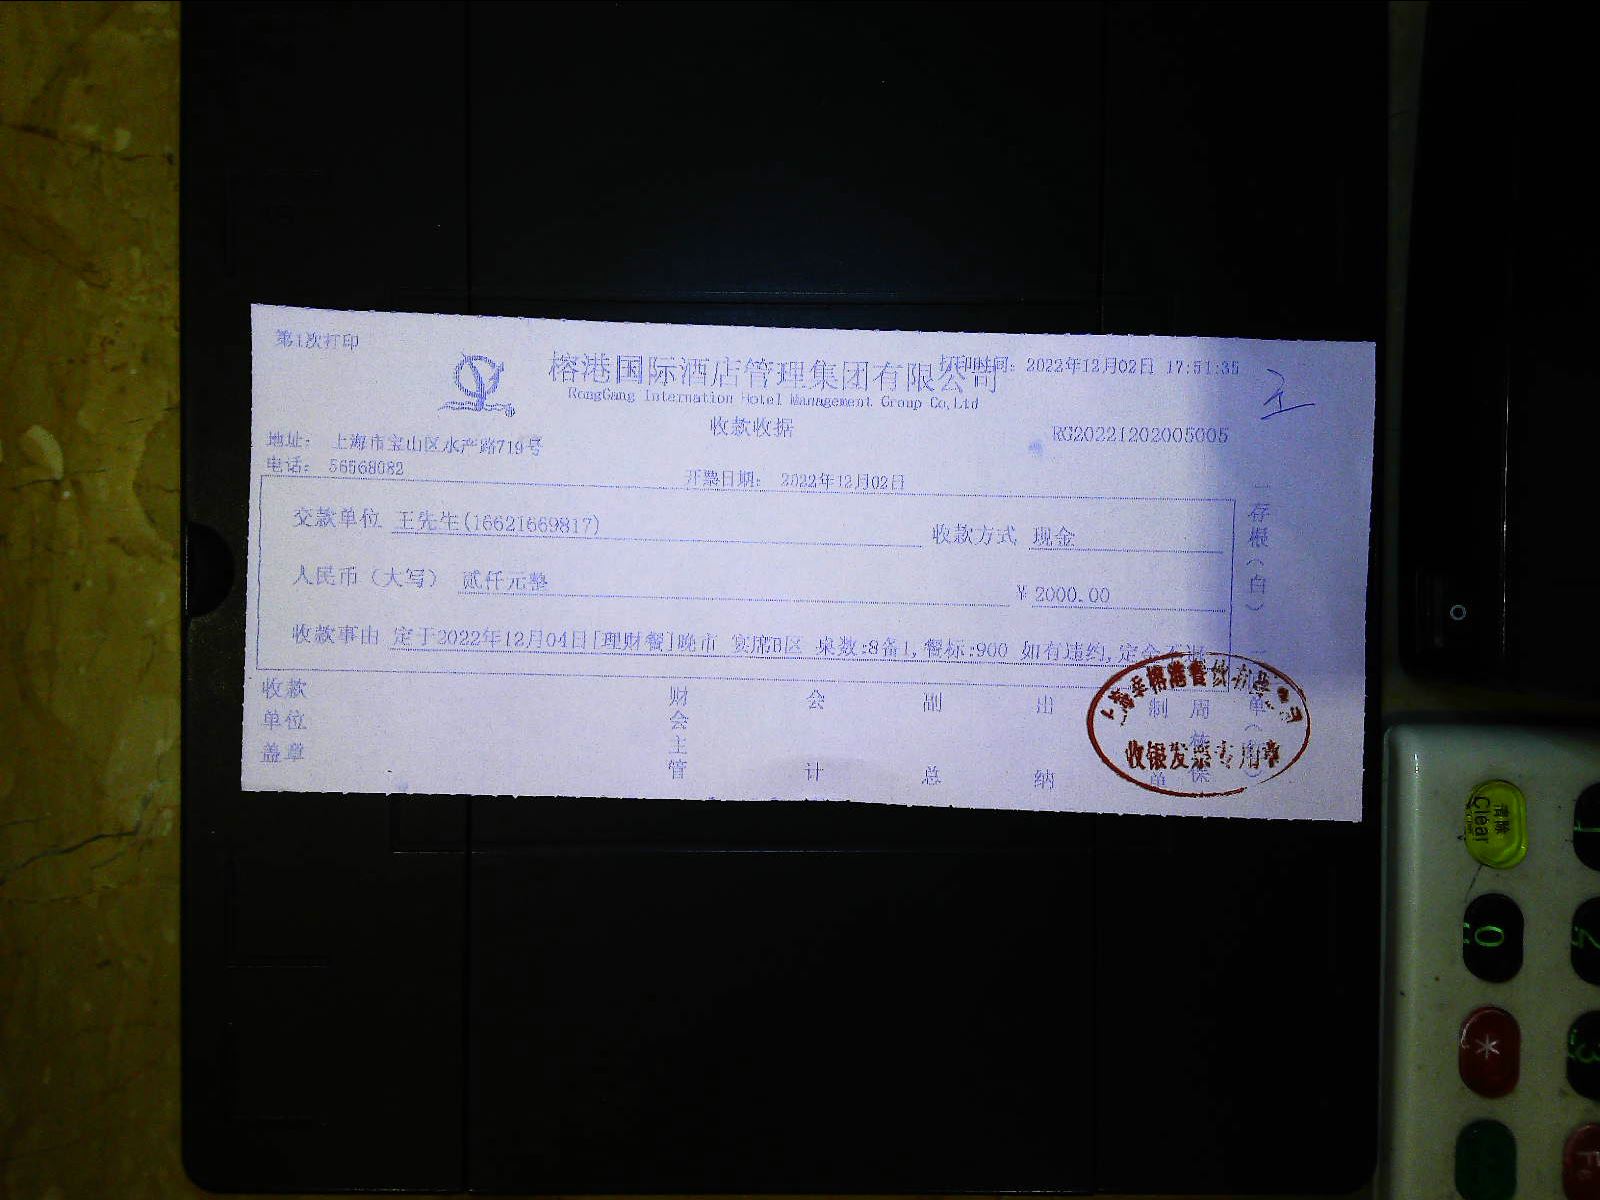 第1次打印
榕港国际酒店管理集团有限公司
打印时间: 2022年12月02日 17:51:35
RongGang Internation Hotel Management Group Co,Ltd
收款收据
RG20221202005005
地址: 上海市宝山区水产路719号
电话: 56568082
开票日期: 2022年12月02日
交款单位 王先生(16621669817)
收款方式 现金
人民币（大写） 贰仟元整
¥ 2000.00
收款事由 定于2022年12月04日[理财餐]晚市 宴席B区 桌数:8备1,餐标:900 如有违约,定金不退
存根（白）
收款单位盖章
财会主管
会计
副总
出纳
制单
收银发票专用章
清除
Clear
0
*
2
3